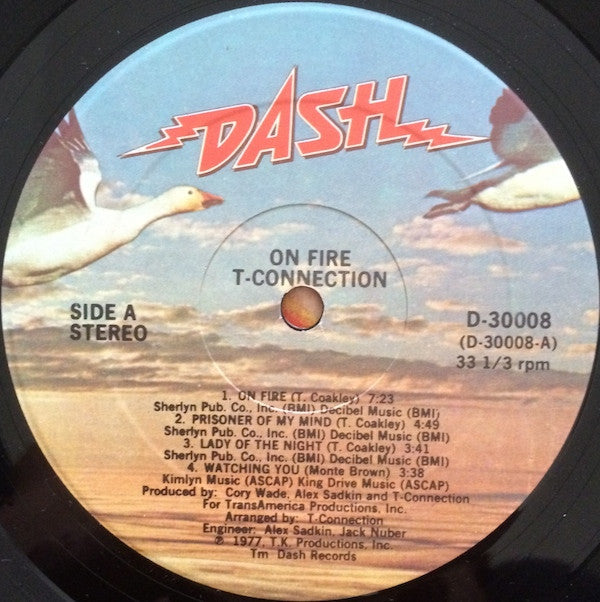 DASH
ON FIRE
T-CONNECTION
SIDE A
STEREO
D-30008
(D-30008-A)
33 1/3 rpm
1. ON FIRE (T. Coakley) 7:23
Sherlyn Pub. Co., Inc. (BMI) Decibel Music (BMI)
2. PRISONER OF MY MIND (T. Coakley) 4:49
Sherlyn Pub. Co., Inc. (BMI) Decibel Music (BMI)
3. LADY OF THE NIGHT (T. Coakley) 3:41
Sherlyn Pub. Co., Inc. (BMI) Decibel Music (BMI)
4. WATCHING YOU (Monte Brown) 3:38
Kimlyn Music (ASCAP) King Drive Music (ASCAP)
Produced by: Cory Wade, Alex Sadkin and T-Connection
For TransAmerica Productions, Inc.
Arranged by: T-Connection
Engineer: Alex Sadkin, Jack Nuber
℗ 1977, T.K. Productions, Inc.
Tm Dash Records